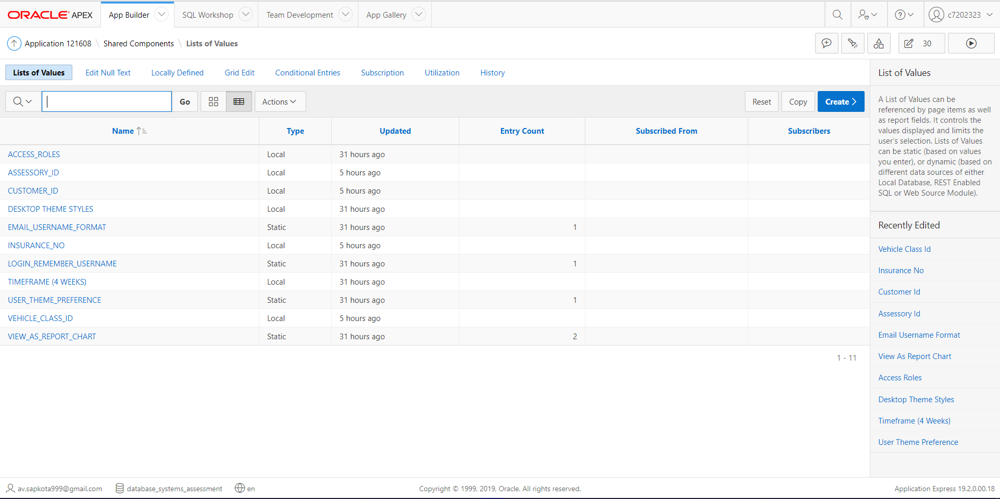 ORACLE APEX App Builder SQL Workshop Team Development App Gallery c7202323
Application 121608 \ Shared Components \ Lists of Values 30
Lists of Values Edit Null Text Locally Defined Grid Edit Conditional Entries Subscription Utilization History
Go Actions Reset Copy Create
Name Type Updated Entry Count Subscribed From Subscribers
ACCESS_ROLES Local 31 hours ago
ASSESSORY_ID Local 5 hours ago
CUSTOMER_ID Local 5 hours ago
DESKTOP THEME STYLES Local 31 hours ago
EMAIL_USERNAME_FORMAT Static 31 hours ago 1
INSURANCE_NO Local 5 hours ago
LOGIN_REMEMBER_USERNAME Static 31 hours ago 1
TIMEFRAME (4 WEEKS) Local 31 hours ago
USER_THEME_PREFERENCE Static 31 hours ago 1
VEHICLE_CLASS_ID Local 5 hours ago
VIEW_AS_REPORT_CHART Static 31 hours ago 2
1 - 11
List of Values
A List of Values can be
referenced by page items as well
as report fields. It controls the
values displayed and limits the
user's selection. Lists of Values
can be static (based on values
you enter), or dynamic (based on
different data sources of either
Local Database, REST Enabled
SQL or Web Source Module).
Recently Edited
Vehicle Class Id
Insurance No
Customer Id
Assessory Id
Email Username Format
View As Report Chart
Access Roles
Desktop Theme Styles
Timeframe (4 Weeks)
User Theme Preference
av.sapkota999@gmail.com database_systems_assessment en Copyright © 1999, 2019, Oracle. All rights reserved. Application Express 19.2.0.00.18